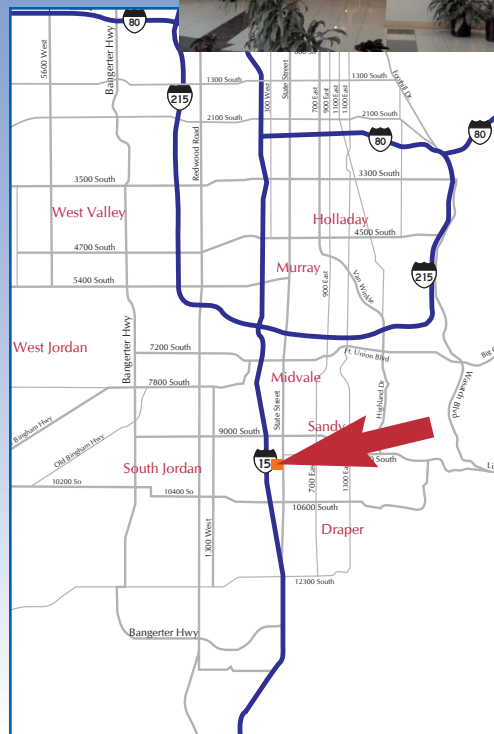 80
5600 West
Bangerter Hwy
State Street
Foothill Dr
1300 South
1300 South
215
300 West
700 East
900 East
1100 East
1300 East
2100 South
2100 South
Redwood Road
80
80
3500 South
3300 South
West Valley
Holladay
4700 South
4500 South
Murray
215
5400 South
900 East
Van Winkle
Bangerter Hwy
West Jordan
7200 South
Ft. Union Blvd
Big
7800 South
Midvale
Highland Dr
Wasatch Blvd
State Street
Bingham Hwy
9000 South
Sandy
Old Bingham Hwy
South Jordan
15
South
700 East
10200 So
10400 So
10600 South
1300 West
Draper
12300 South
Bangerter Hwy